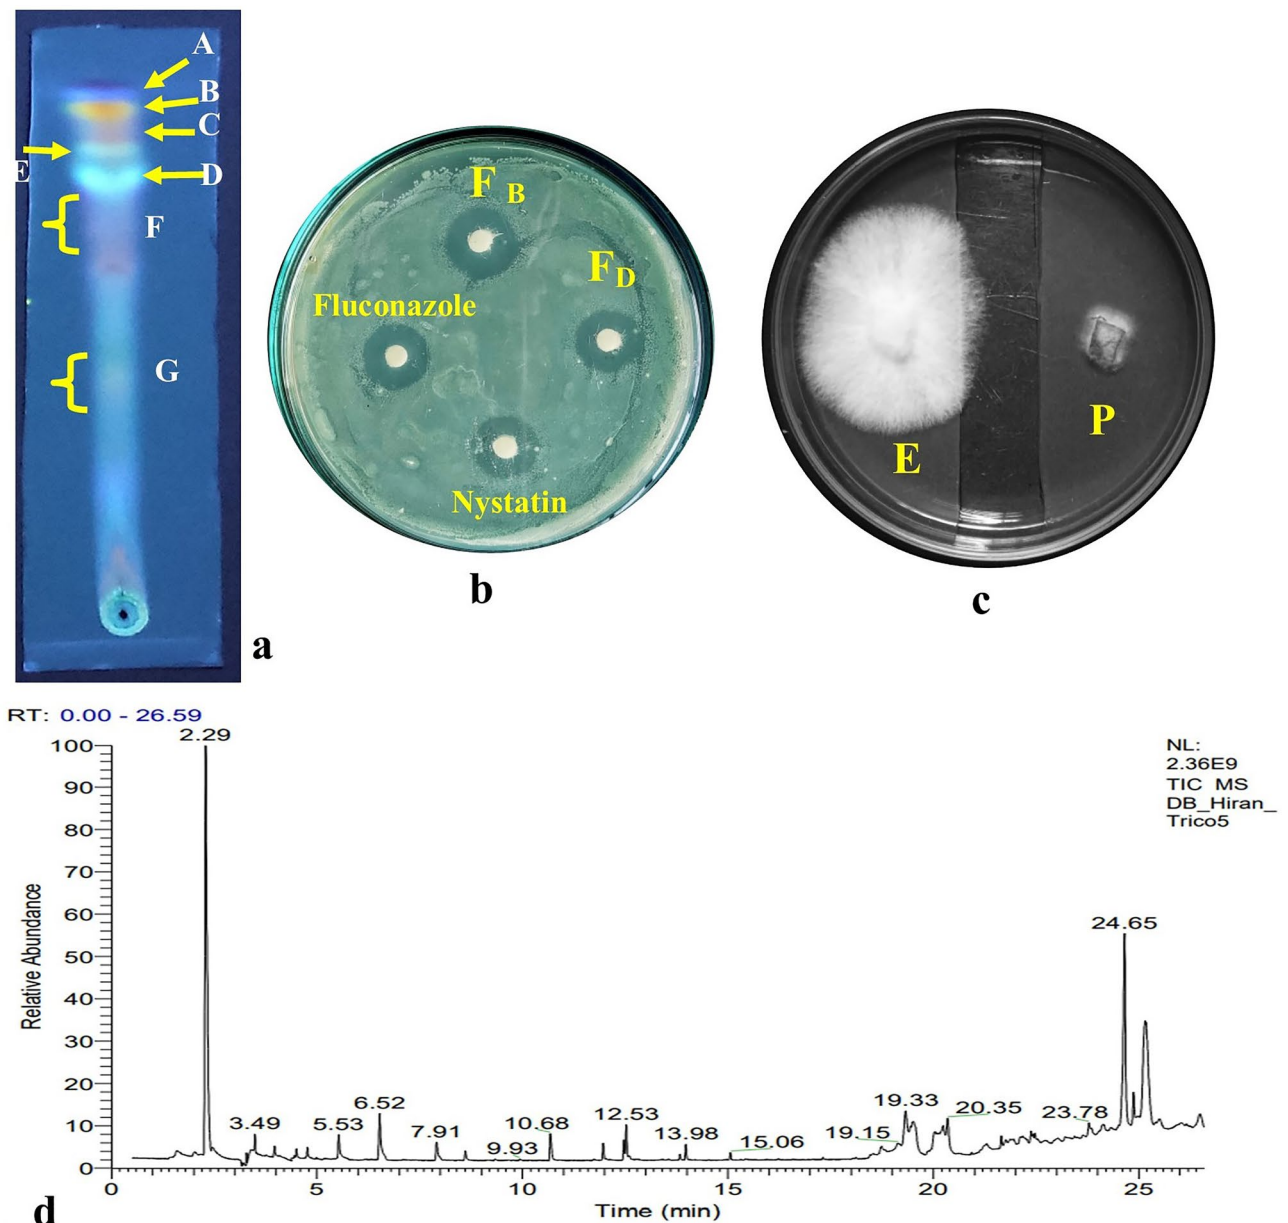 A
B
C
E
D
F
G
a
F B
FD
Fluconazole
Nystatin
b
E
P
c
RT: 0.00 - 26.59
NL:
2.36E9
TIC MS
DB_Hiran_
Trico5
Relative Abundance
100
90
80
70
60
50
40
30
20
10
0
2.29
3.49
5.53
6.52
7.91
9.93
10.68
12.53
13.98
15.06
19.15
19.33
20.35
23.78
24.65
0 5 10 15 20 25
Time (min)
d